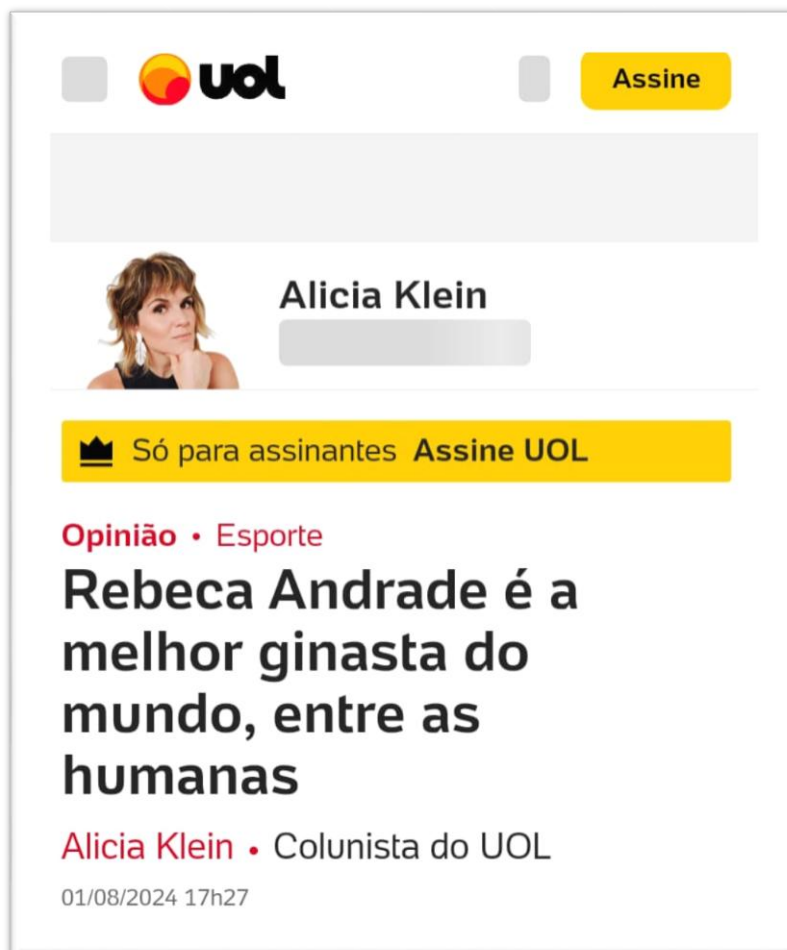 uol
Assine
Alicia Klein
Só para assinantes Assine UOL
Opinião • Esporte
Rebeca Andrade é a
melhor ginasta do
mundo, entre as
humanas
Alicia Klein • Colunista do UOL
01/08/2024 17h27